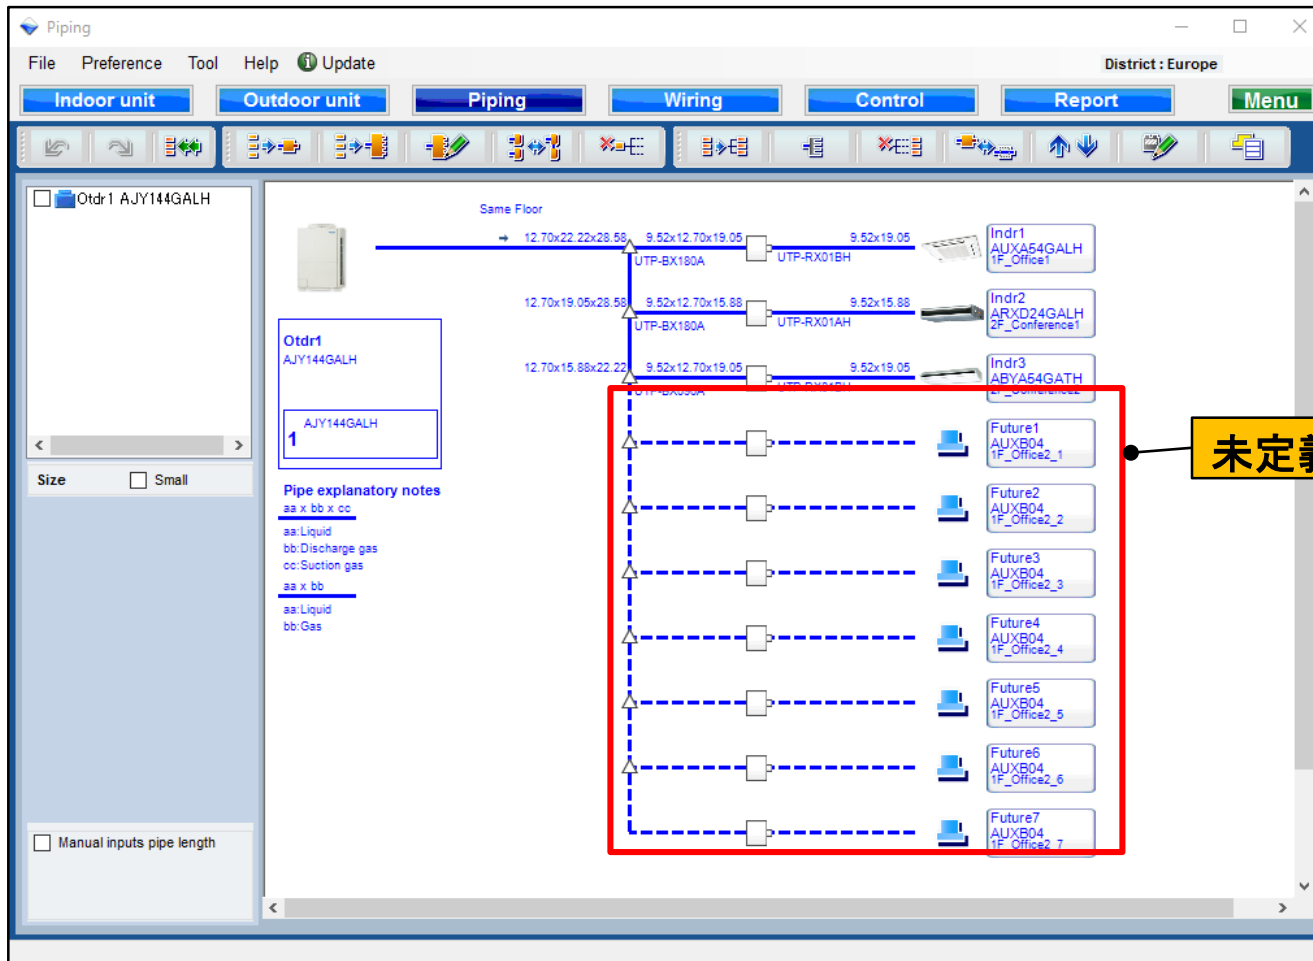 Piping
File Preference Tool Help Update District : Europe
Indoor unit Outdoor unit Piping Wiring Control Report Menu
Otdr1 AJY144GALH
Size Small
Manual inputs pipe length
Same Floor
12.70x22.22x28.58 9.52x12.70x19.05 9.52x19.05
UTP-BX180A UTP-RX01BH
Indr1
AUXA54GALH
1F_Office1
12.70x19.05x28.58 9.52x12.70x15.88 9.52x15.88
UTP-BX180A UTP-RX01AH
Indr2
ARXD24GALH
2F_Conference1
12.70x15.88x22.22 9.52x12.70x19.05 9.52x19.05
Indr3
ABYA54GATH
2F_Conference2
Otdr1
AJY144GALH
AJY144GALH
1
Pipe explanatory notes
aa x bb x cc
aa:Liquid
bb:Discharge gas
cc:Suction gas
aa x bb
aa:Liquid
bb:Gas
Future1
AUXB04
1F_Office2_1
Future2
AUXB04
1F_Office2_2
Future3
AUXB04
1F_Office2_3
Future4
AUXB04
1F_Office2_4
Future5
AUXB04
1F_Office2_5
Future6
AUXB04
1F_Office2_6
Future7
AUXB04
1F_Office2_7
未定義